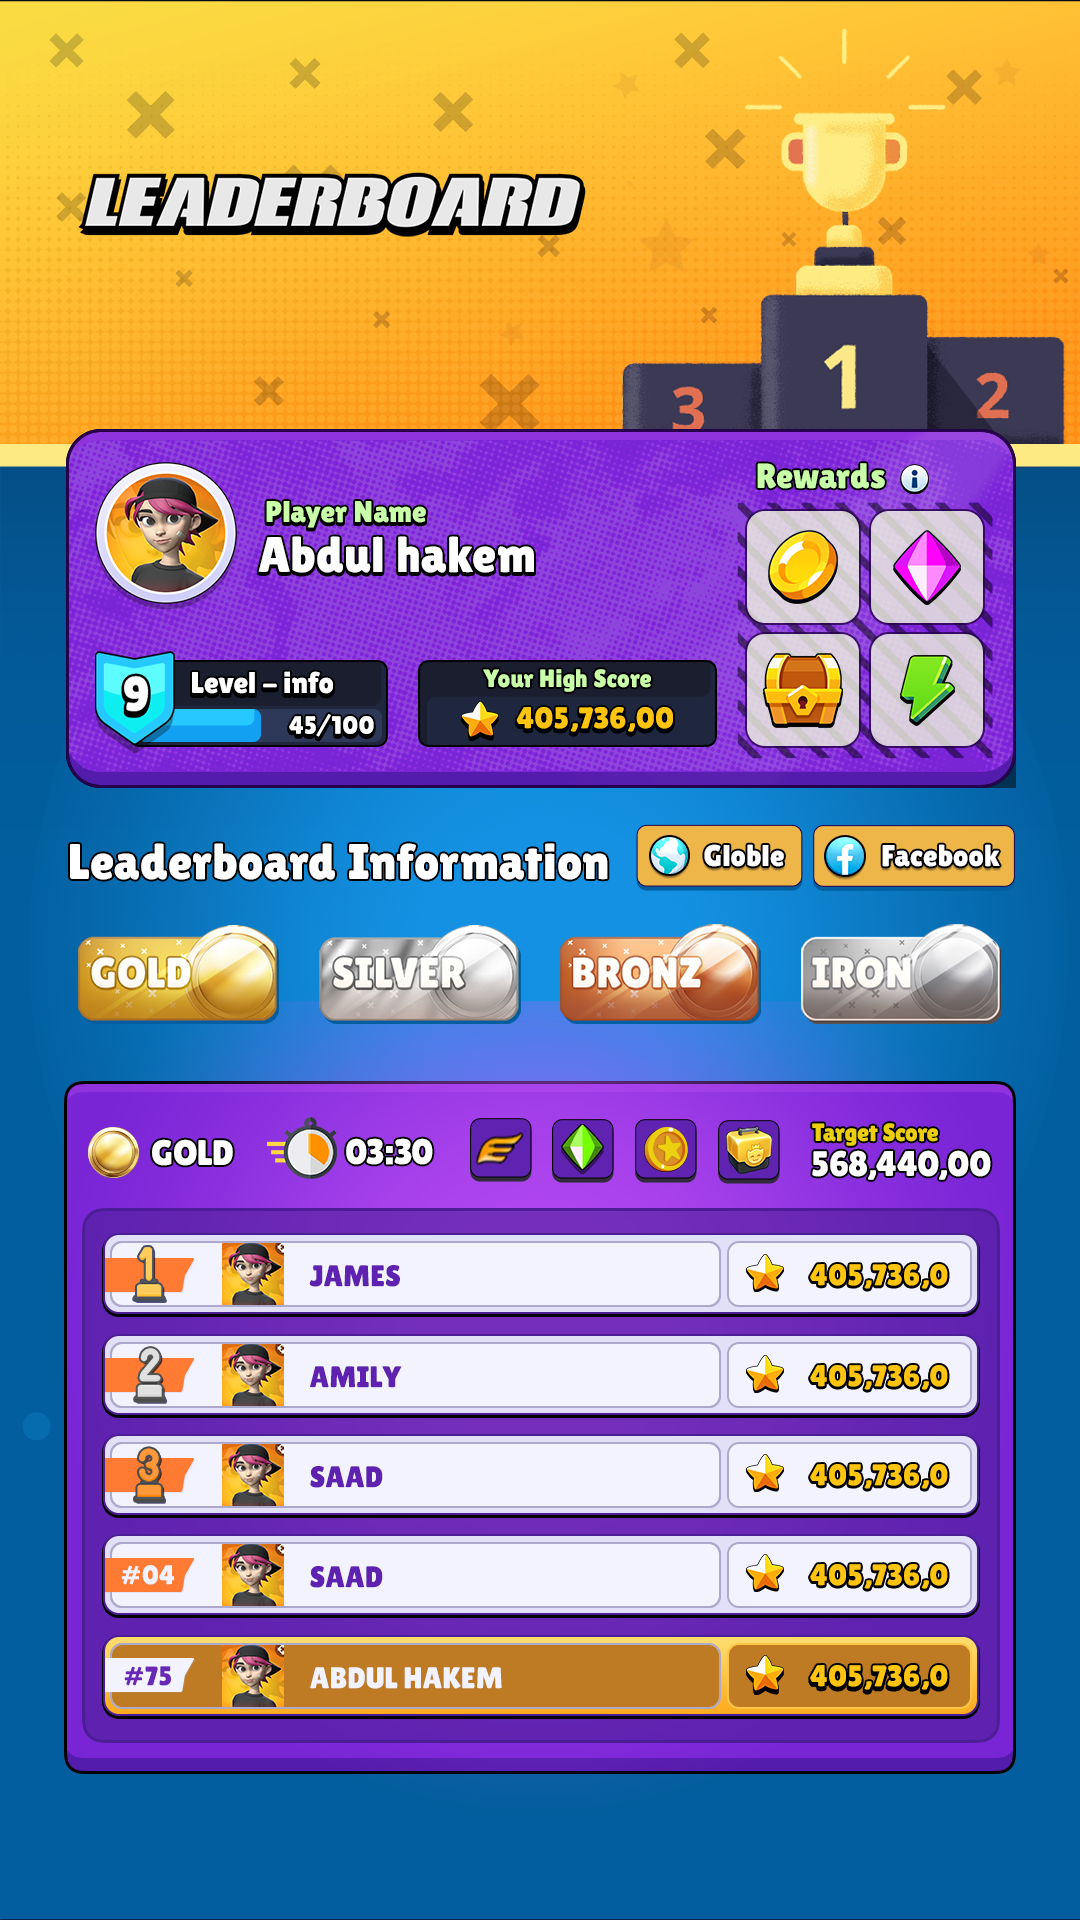 LEADERBOARD
1
3
2
Player Name
Abdul hakem
Rewards
i
9
Level - info
45/100
Your High Score
405,736,00
Leaderboard Information
Globle
Facebook
GOLD
SILVER
BRONZ
IRON
GOLD
03:30
Target Score
568,440,00
1
JAMES
405,736,0
2
AMILY
405,736,0
3
SAAD
405,736,0
#04
SAAD
405,736,0
#75
ABDUL HAKEM
405,736,0